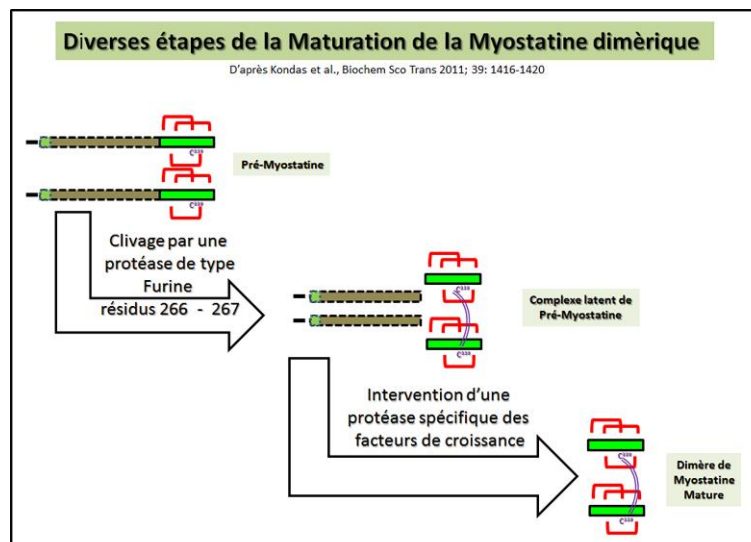 Diverses étapes de la Maturation de la Myostatine dimèrique
D'après Kondas et al., Biochem Sco Trans 2011; 39: 1416-1420
Pré-Myostatine
Clivage par une
protéase de type
Furine
résidus 266 - 267
Complexe latent de
Pré-Myostatine
Intervention d'une
protéase spécifique des
facteurs de croissance
Dimère de
Myostatine
Mature